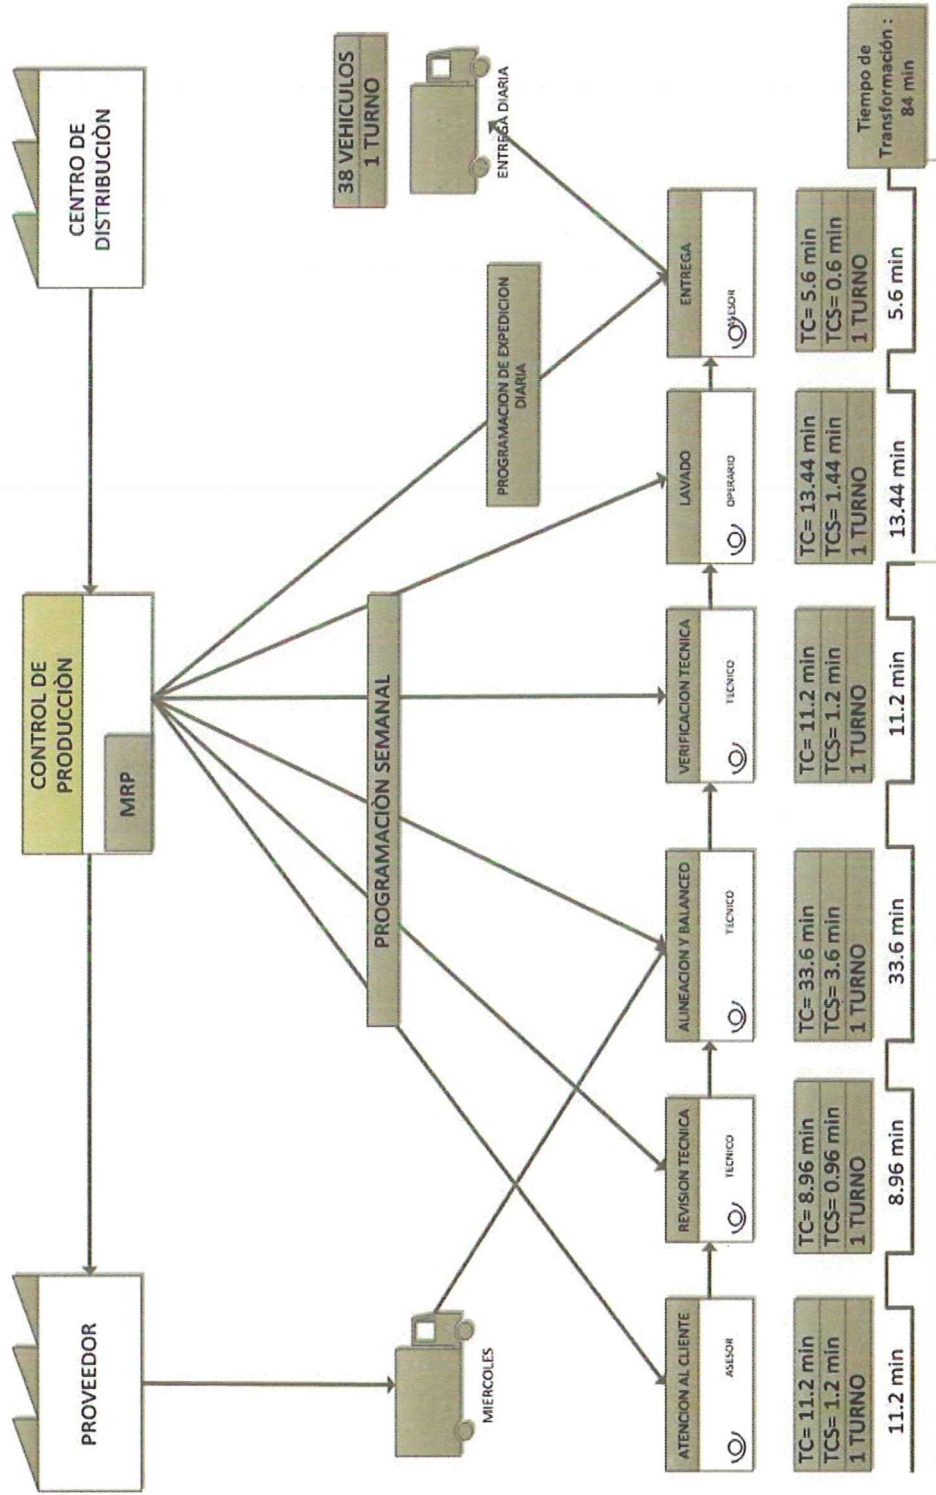 PROVEEDOR
CONTROL DE
PRODUCCIÒN
MRP
CENTRO DE
DISTRIBUCIÒN
38 VEHICULOS
1 TURNO
MIERCOLES
PROGRAMACIÒN SEMANAL
ENTREGA DIARIA
PROGRAMACION DE EXPEDICION
DIARIA
ATENCION AL CLIENTE
ASESOR
REVISION TECNICA
TECNICO
ALINEACION Y BALANCEO
TECNICO
VERIFICACION TECNICA
TECNICO
LAVADO
OPERARIO
ENTREGA
ASESOR
TC= 11.2 min
TCS= 1.2 min
1 TURNO
TC= 8.96 min
TCS= 0.96 min
1 TURNO
TC= 33.6 min
TCS= 3.6 min
1 TURNO
TC= 11.2 min
TCS= 1.2 min
1 TURNO
TC= 13.44 min
TCS= 1.44 min
1 TURNO
TC= 5.6 min
TCS= 0.6 min
1 TURNO
11.2 min
8.96 min
33.6 min
11.2 min
13.44 min
5.6 min
Tiempo de
Transformación :
84 min